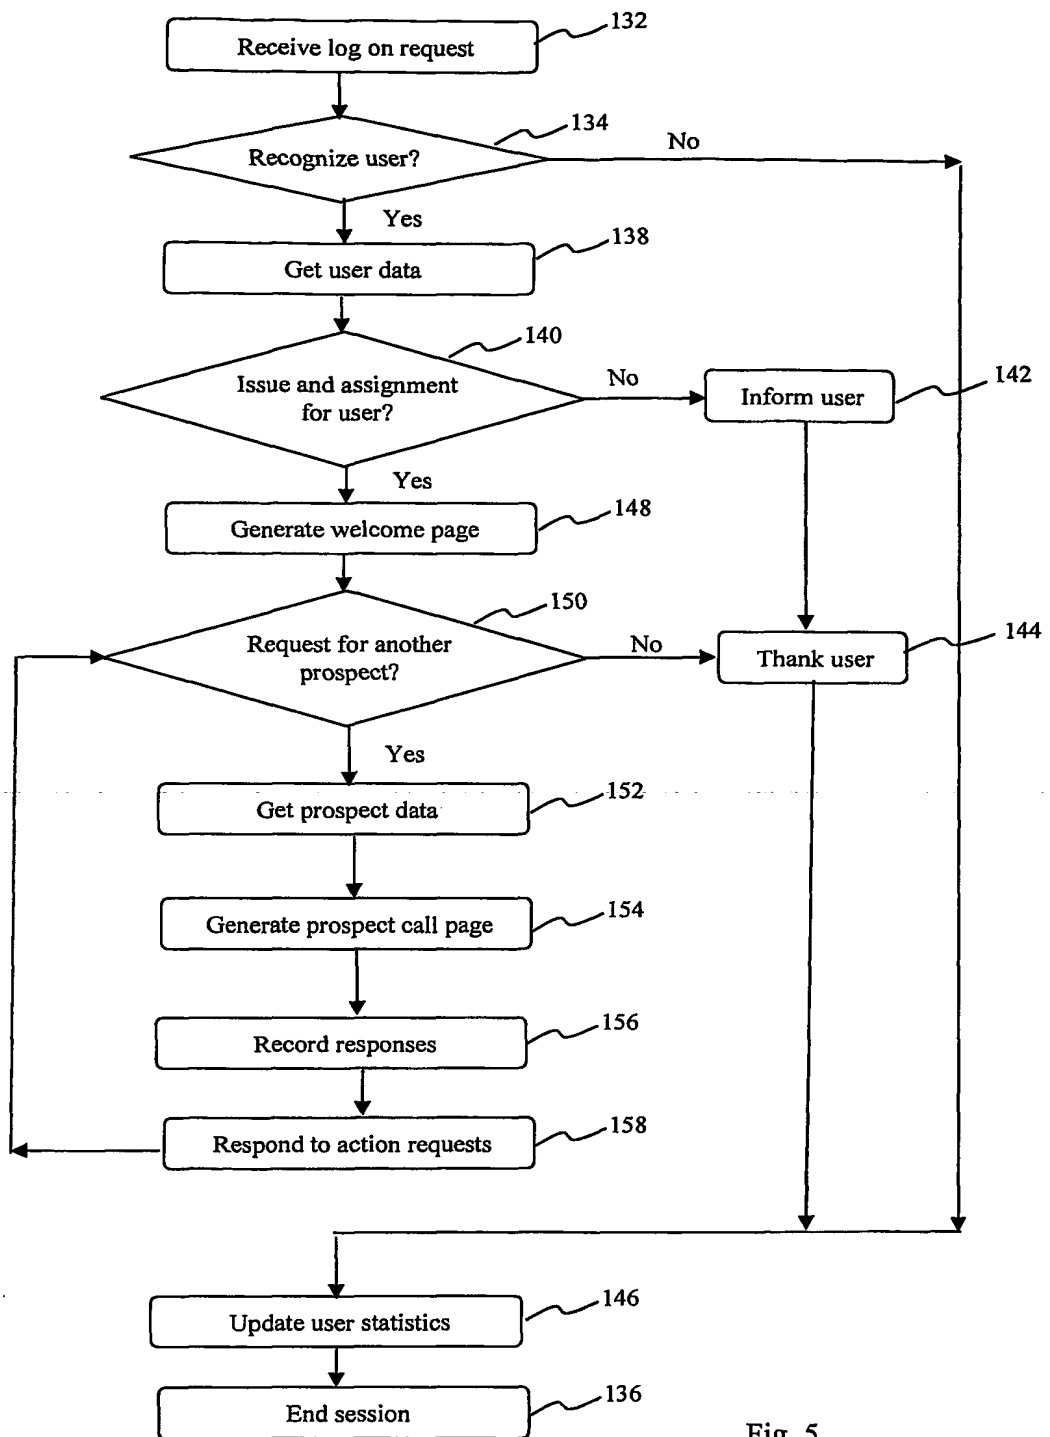 132
Receive log on request
134
No
Recognize user?
Yes
138
Get user data
140
Issue and assignment
for user?
No
Inform user
142
Yes
148
Generate welcome page
150
Request for another
prospect?
No
Thank user
144
Yes
152
Get prospect data
154
Generate prospect call page
156
Record responses
158
Respond to action requests
146
Update user statistics
136
End session
Fig. 5